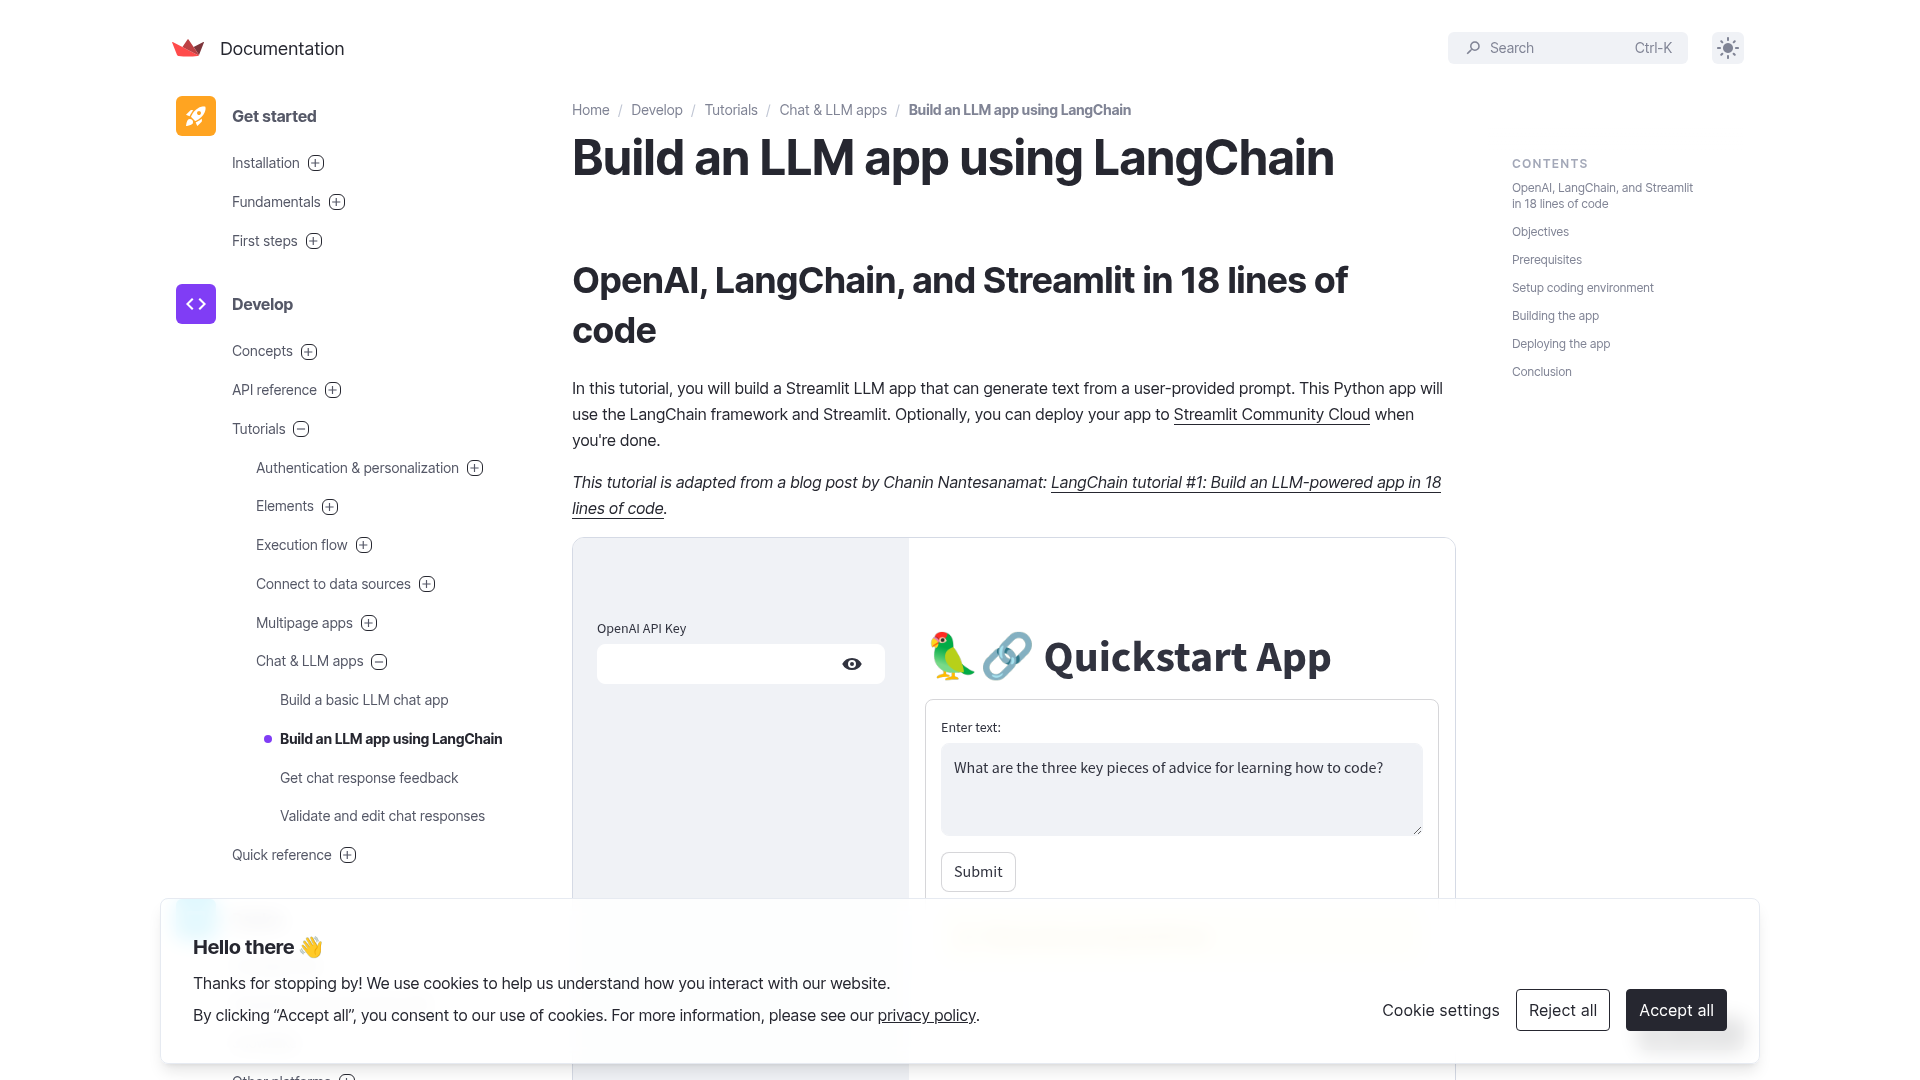 Documentation
Search Ctrl-K
Get started
Installation
Fundamentals
First steps
Develop
Concepts
API reference
Tutorials
Authentication & personalization
Elements
Execution flow
Connect to data sources
Multipage apps
Chat & LLM apps
Build a basic LLM chat app
Build an LLM app using LangChain
Get chat response feedback
Validate and edit chat responses
Quick reference
Home / Develop / Tutorials / Chat & LLM apps / Build an LLM app using LangChain
Build an LLM app using LangChain
OpenAI, LangChain, and Streamlit in 18 lines of
code
In this tutorial, you will build a Streamlit LLM app that can generate text from a user-provided prompt. This Python app will
use the LangChain framework and Streamlit. Optionally, you can deploy your app to Streamlit Community Cloud when
you're done.
This tutorial is adapted from a blog post by Chanin Nantesanamat: LangChain tutorial #1: Build an LLM-powered app in 18
lines of code.
OpenAI API Key
🦜🔗 Quickstart App
Enter text:
What are the three key pieces of advice for learning how to code?
Submit
CONTENTS
OpenAI, LangChain, and Streamlit
in 18 lines of code
Objectives
Prerequisites
Setup coding environment
Building the app
Deploying the app
Conclusion
Hello there 👋
Thanks for stopping by! We use cookies to help us understand how you interact with our website.
By clicking “Accept all”, you consent to our use of cookies. For more information, please see our privacy policy.
Cookie settings
Reject all
Accept all